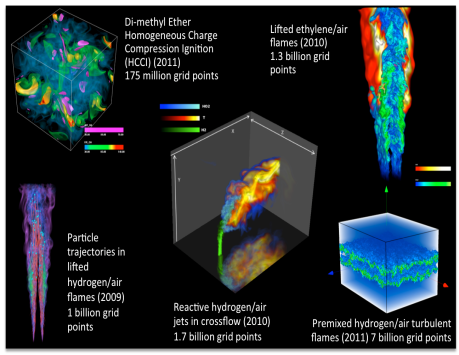 Di-methyl Ether
Homogeneous Charge
Compression Ignition
(HCCI) (2011)
175 million grid points
Lifted ethylene/air
flames (2010)
1.3 billion grid
points
Particle
trajectories in
lifted
hydrogen/air
flames (2009)
1 billion grid
points
Reactive hydrogen/air
jets in crossflow (2010)
1.7 billion grid points
Premixed hydrogen/air turbulent
flames (2011) 7 billion grid points